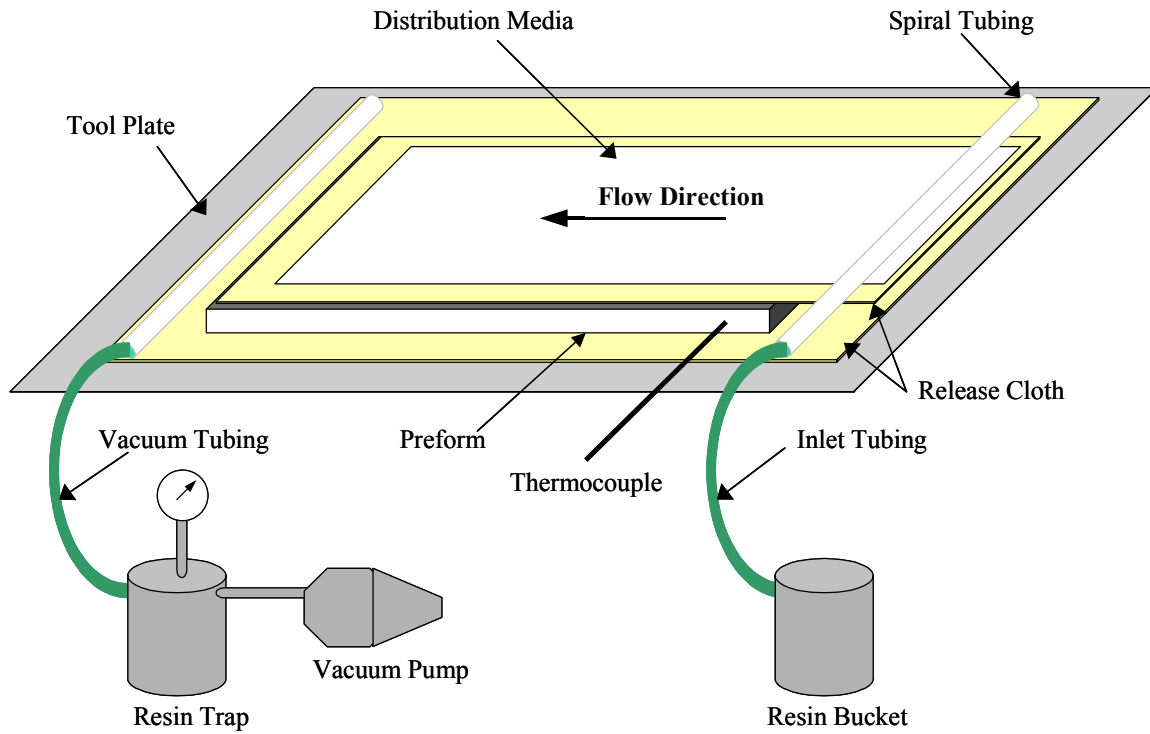 Distribution Media
Spiral Tubing
Tool Plate
Flow Direction
Release Cloth
Preform
Vacuum Tubing
Inlet Tubing
Thermocouple
Vacuum Pump
Resin Trap
Resin Bucket